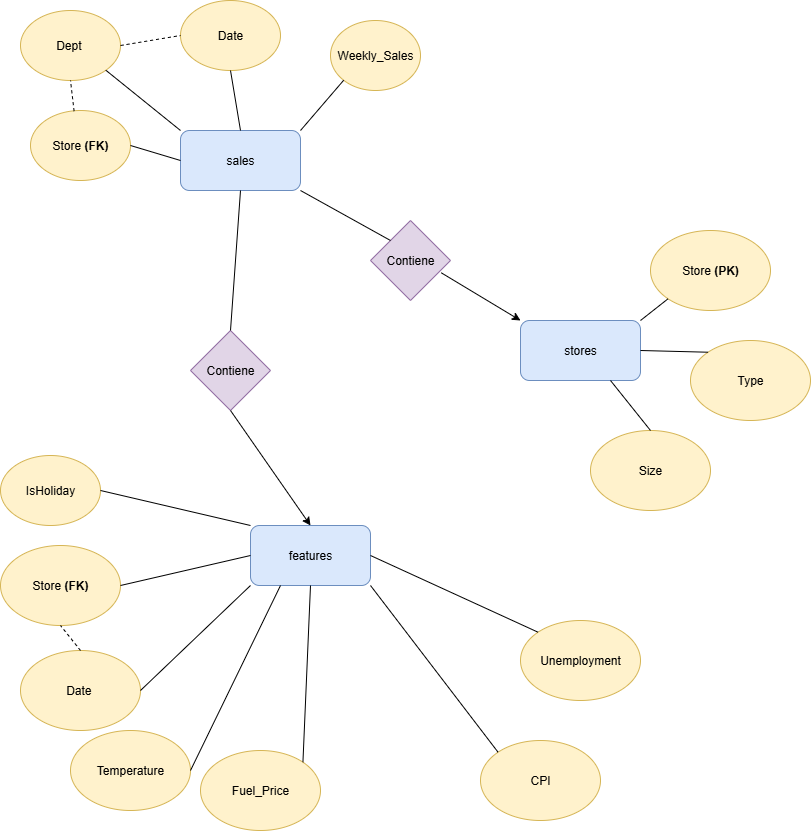 Date
Dept
Weekly_Sales
Store (FK)
sales
Contiene
Store (PK)
stores
Contiene
Type
Size
IsHoliday
features
Store (FK)
Unemployment
Date
Temperature
CPI
Fuel_Price